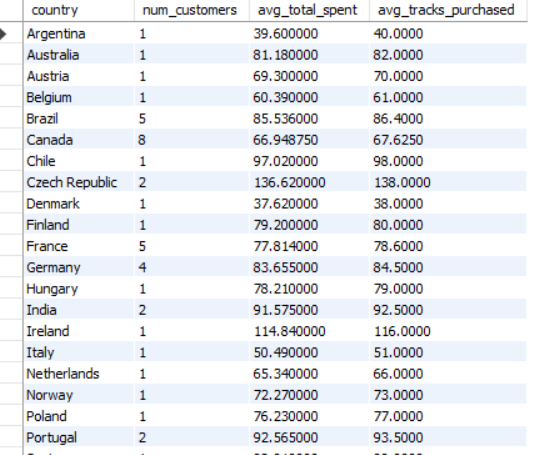 country num_customers avg_total_spent avg_tracks_purchased
Argentina 1 39.600000 40.0000
Australia 1 81.180000 82.0000
Austria 1 69.300000 70.0000
Belgium 1 60.390000 61.0000
Brazil 5 85.536000 86.4000
Canada 8 66.948750 67.6250
Chile 1 97.020000 98.0000
Czech Republic 2 136.620000 138.0000
Denmark 1 37.620000 38.0000
Finland 1 79.200000 80.0000
France 5 77.814000 78.6000
Germany 4 83.655000 84.5000
Hungary 1 78.210000 79.0000
India 2 91.575000 92.5000
Ireland 1 114.840000 116.0000
Italy 1 50.490000 51.0000
Netherlands 1 65.340000 66.0000
Norway 1 72.270000 73.0000
Poland 1 76.230000 77.0000
Portugal 2 92.565000 93.5000